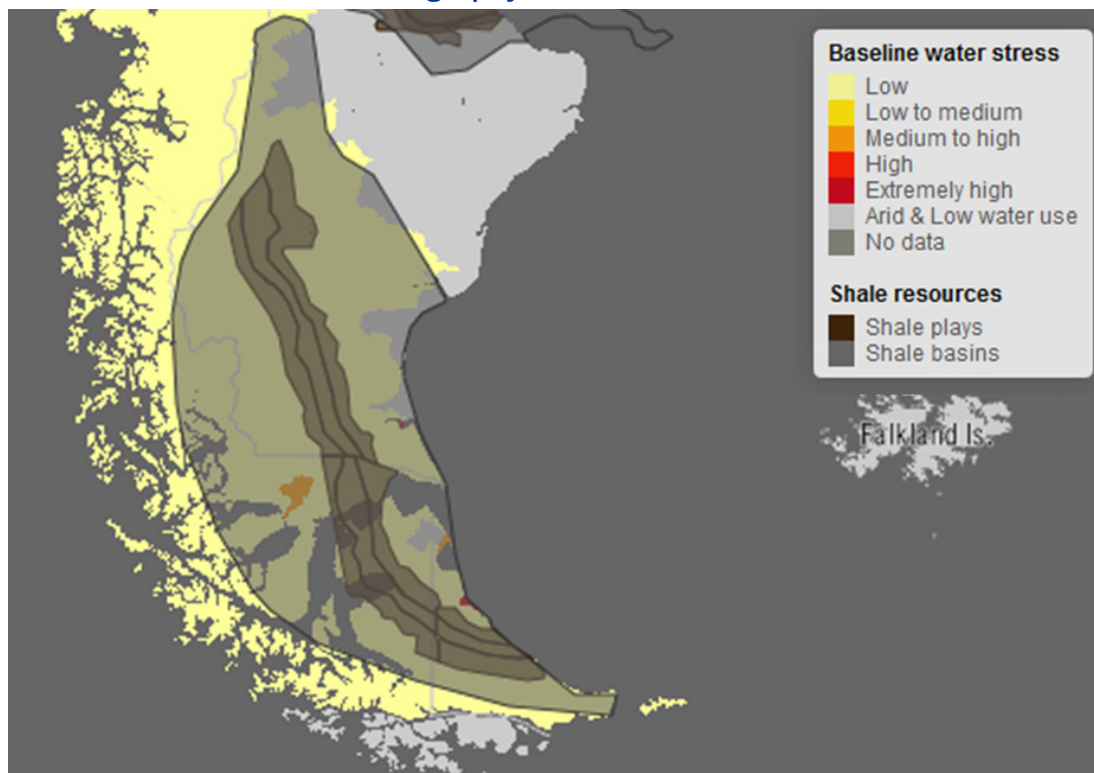 Baseline water stress
Low
Low to medium
Medium to high
High
Extremely high
Arid & Low water use
No data
Shale resources
Shale plays
Shale basins
Falkland Is.